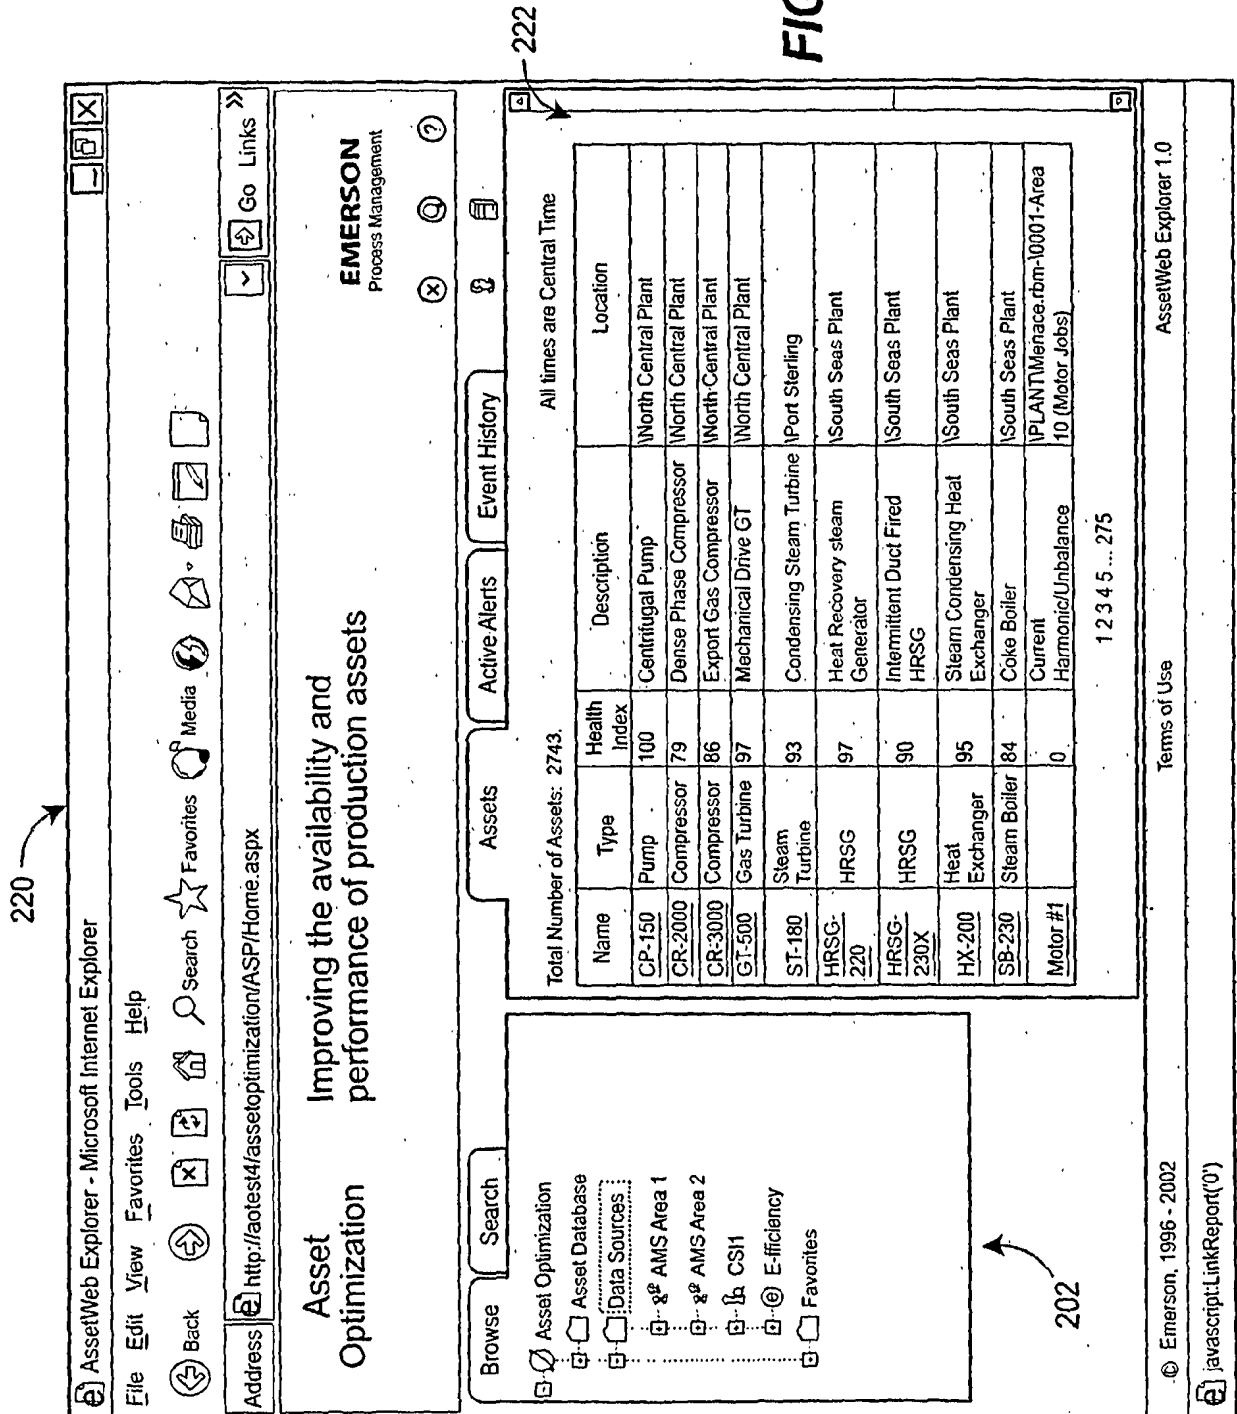 220
AssetWeb Explorer - Microsoft Internet Explorer
File Edit View Favorites Tools Help
Back Search Favorites Media
Address http://aotest4/assetoptimization/ASP/Home.aspx Go Links »
Asset Optimization
Improving the availability and
performance of production assets
EMERSON
Process Management
Browse Search
Assets Active Alerts Event History
Asset Optimization
Asset Database
Data Sources
AMS Area 1
AMS Area 2
CSI1
E-fficiency
Favorites
202
222
Total Number of Assets: 2743. All times are Central Time
Name Type Health Index Description Location
CP-150 Pump 100 Centrifugal Pump \North Central Plant
CR-2000 Compressor 79 Dense Phase Compressor \North Central Plant
CR-3000 Compressor 86 Export Gas Compressor \North Central Plant
GT-500 Gas Turbine 97 Mechanical Drive GT \North Central Plant
ST-180 Steam Turbine 93 Condensing Steam Turbine \Port Sterling
HRSG-220 HRSG 97 Heat Recovery steam Generator \South Seas Plant
HRSG-230X HRSG 90 Intermittent Duct Fired HRSG \South Seas Plant
HX-200 Heat Exchanger 95 Steam Condensing Heat Exchanger \South Seas Plant
SB-230 Steam Boiler 84 Coke Boiler \South Seas Plant
Motor #1 0 Current Harmonic/Unbalance \PLANT\Menace.rbm-\0001-Area 10 (Motor Jobs)
1 2 3 4 5 ... 275
© Emerson, 1996 - 2002 Terms of Use AssetWeb Explorer 1.0
javascript:LinkReport('0')